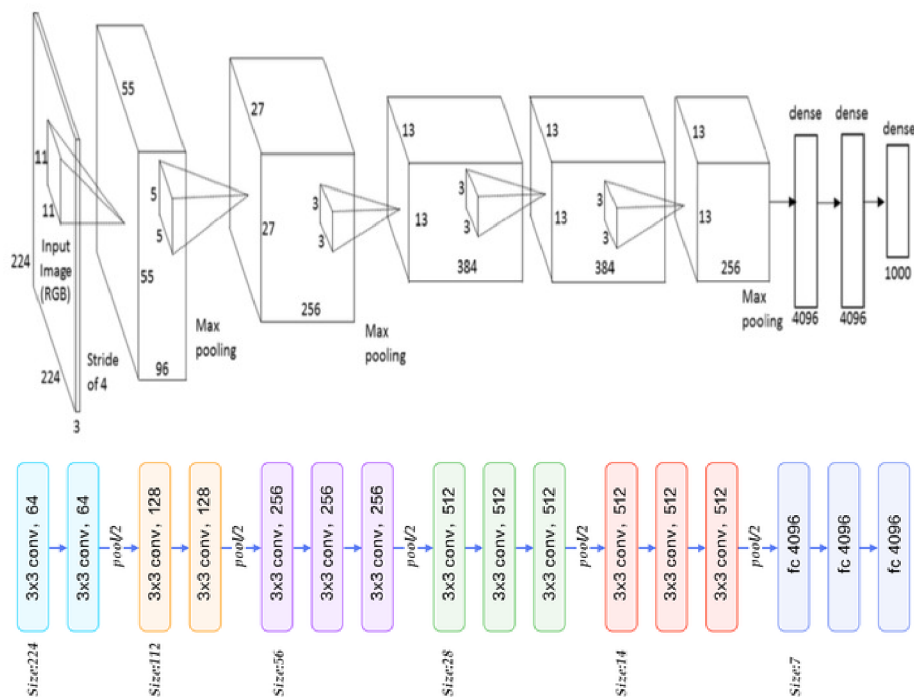 11
11
Input
Image
(RGB)
224
224
3
55
55
96
Stride
of 4
5
5
Max
pooling
27
27
256
3
3
Max
pooling
13
13
384
3
3
13
13
384
3
3
13
13
256
Max
pooling
dense
4096
dense
4096
dense
1000
3x3 conv, 64
3x3 conv, 64
pool/2
3x3 conv, 128
3x3 conv, 128
pool/2
3x3 conv, 256
3x3 conv, 256
3x3 conv, 256
pool/2
3x3 conv, 512
3x3 conv, 512
3x3 conv, 512
pool/2
3x3 conv, 512
3x3 conv, 512
3x3 conv, 512
pool/2
fc 4096
fc 4096
fc 4096
Size:224
Size:112
Size:56
Size:28
Size:14
Size:7